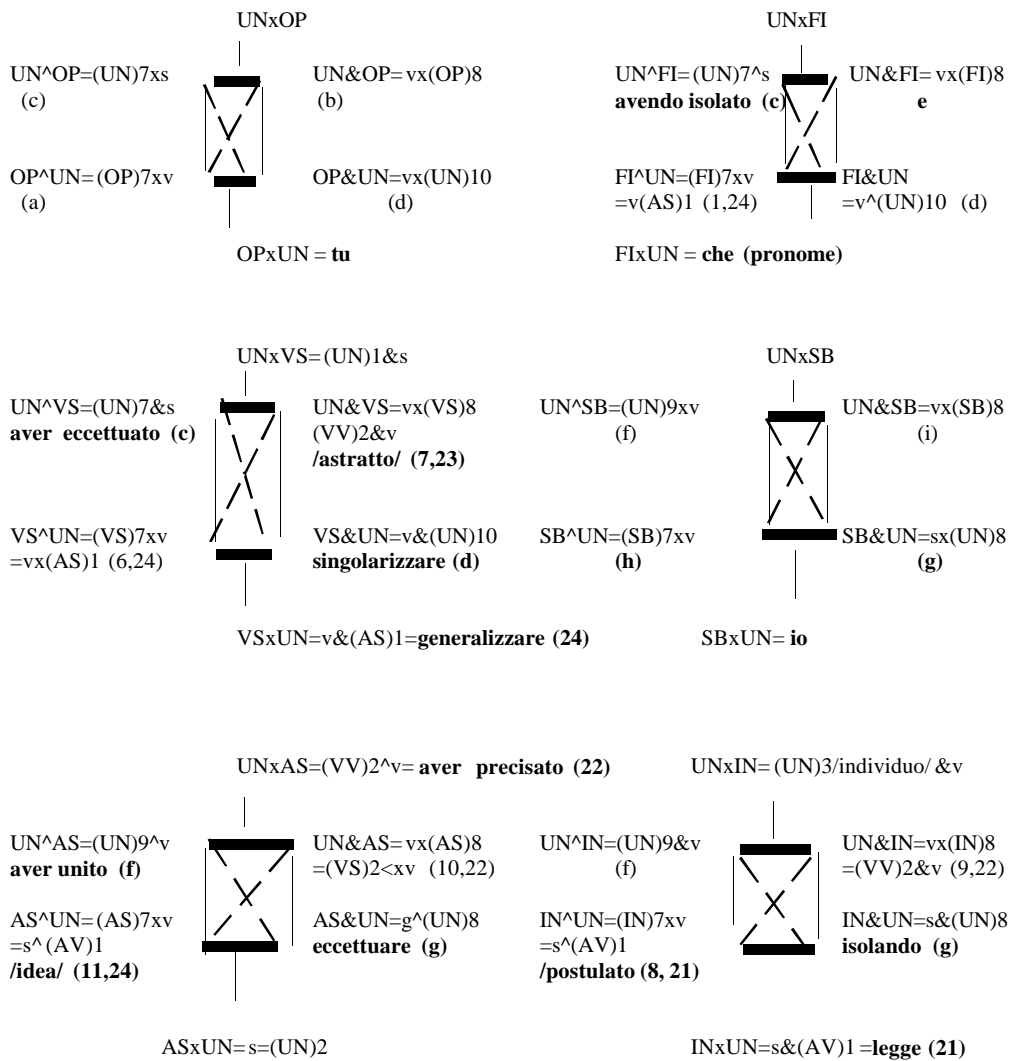 UNxOP
UN^OP=(UN)7xs
(c)
UN&OP= vx(OP)8
(b)
OP^UN= (OP)7xv
(a)
OP&UN=vx(UN)10
(d)
OPxUN = tu
UNxFI
UN^FI=(UN)7^s
avendo isolato (c)
UN&FI= vx(FI)8
e
FI^UN=(FI)7xv
=v(AS)1 (1,24)
FI&UN
=v^(UN)10 (d)
FIxUN = che (pronome)
UNxVS=(UN)1&s
UN^VS=(UN)7&s
aver eccettuato (c)
UN&VS=vx(VS)8
(VV)2&v
/astratto/ (7,23)
VS^UN=(VS)7xv
=vx(AS)1 (6,24)
VS&UN=v&(UN)10
singolarizzare (d)
VSxUN=v&(AS)1=generalizzare (24)
UNxSB
UN^SB=(UN)9xv
(f)
UN&SB=vx(SB)8
(i)
SB^UN=(SB)7xv
(h)
SB&UN=sx(UN)8
(g)
SBxUN= io
UNxAS=(VV)2^v= aver precisato (22)
UN^AS=(UN)9^v
aver unito (f)
UN&AS= vx(AS)8
=(VS)2<xv (10,22)
AS^UN= (AS)7xv
=s^(AV)1
/idea/ (11,24)
AS&UN=g^(UN)8
eccettuare (g)
ASxUN= s=(UN)2
UNxIN= (UN)3/individuo/ &v
UN^IN=(UN)9&v
(f)
UN&IN=vx(IN)8
=(VV)2&v (9,22)
IN^UN=(IN)7xv
=s^(AV)1
/postulato (8, 21)
IN&UN=s&(UN)8
isolando (g)
INxUN=s&(AV)1 =legge (21)